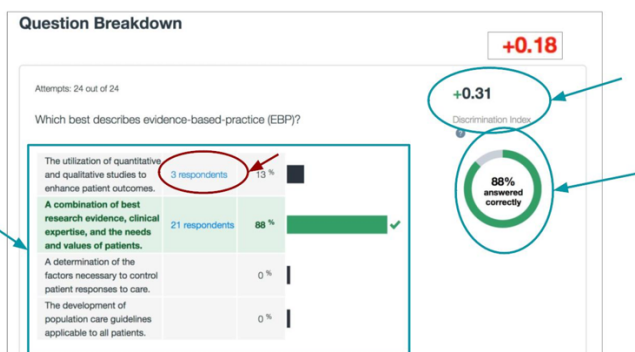 Question Breakdown
+0.18
Attempts: 24 out of 24
+0.31
Discrimination Index
?
Which best describes evidence-based-practice (EBP)?
The utilization of quantitative
and qualitative studies to
enhance patient outcomes.
3 respondents
13 %
A combination of best
research evidence, clinical
expertise, and the needs
and values of patients.
21 respondents
88 %
A determination of the
factors necessary to control
patient responses to care.
0 %
The development of
population care guidelines
applicable to all patients.
0 %
88%
answered
correctly